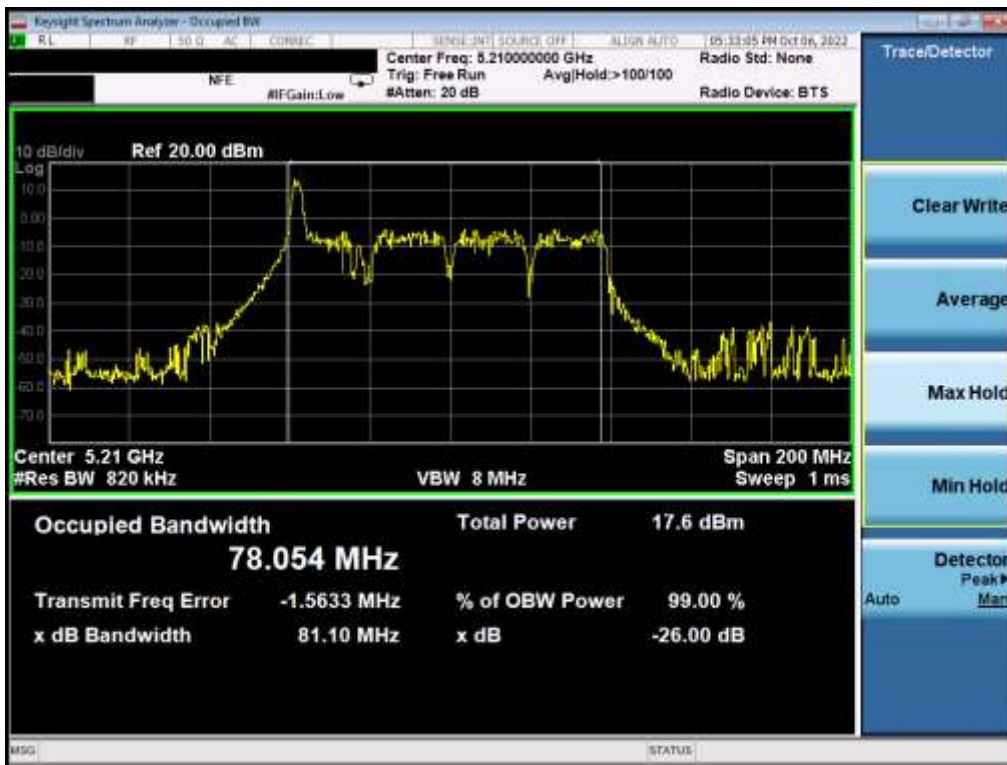 Keysight Spectrum Analyzer - Occupied BW
RL RF 50 Ω AC CORREC SENSE:INT SOURCE OFF ALIGN AUTO 05:33:05 PM Oct 06, 2022
Center Freq: 5.210000000 GHz Radio Std: None
NFE Trig: Free Run Avg|Hold:>100/100
#IFGain:Low #Atten: 20 dB Radio Device: BTS
10 dB/div Ref 20.00 dBm
Log
10.0
0.00
-10.0
-20.0
-30.0
-40.0
-50.0
-60.0
-70.0
Center 5.21 GHz Span 200 MHz
#Res BW 820 kHz VBW 8 MHz Sweep 1 ms
Occupied Bandwidth Total Power 17.6 dBm
78.054 MHz
Transmit Freq Error -1.5633 MHz % of OBW Power 99.00 %
x dB Bandwidth 81.10 MHz x dB -26.00 dB
MSG STATUS
Trace/Detector
Clear Write
Average
Max Hold
Min Hold
Detector
Peak
Auto Man